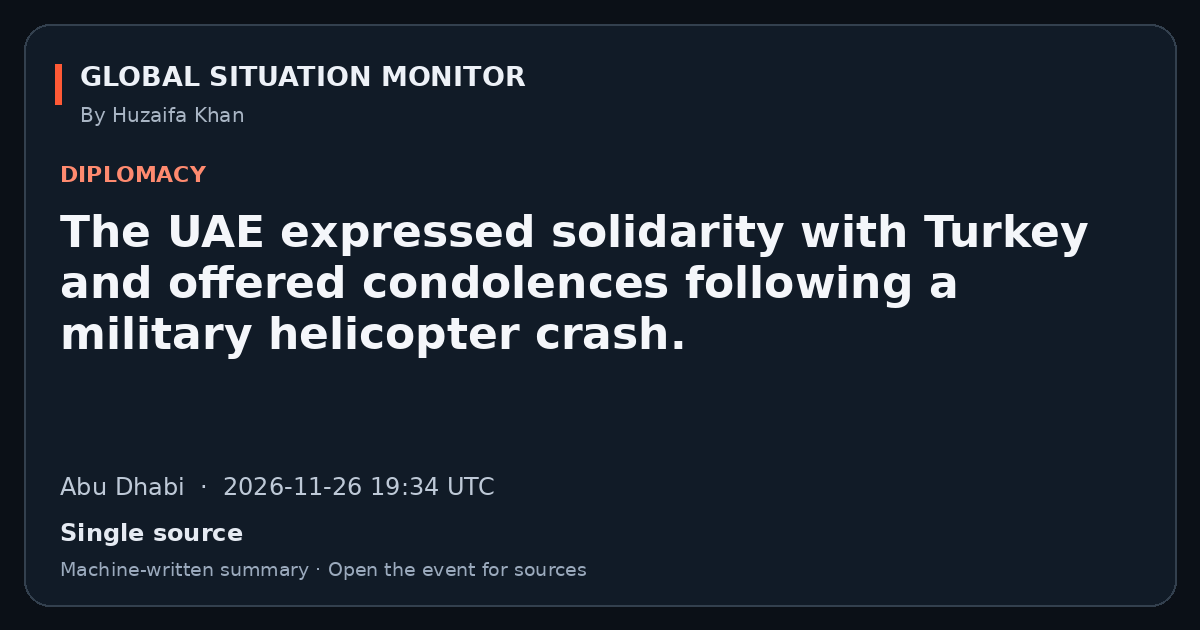 GLOBAL SITUATION MONITOR
By Huzaifa Khan
DIPLOMACY
The UAE expressed solidarity with Turkey
and offered condolences following a
military helicopter crash.
Abu Dhabi · 2026-11-26 19:34 UTC
Single source
Machine-written summary · Open the event for sources